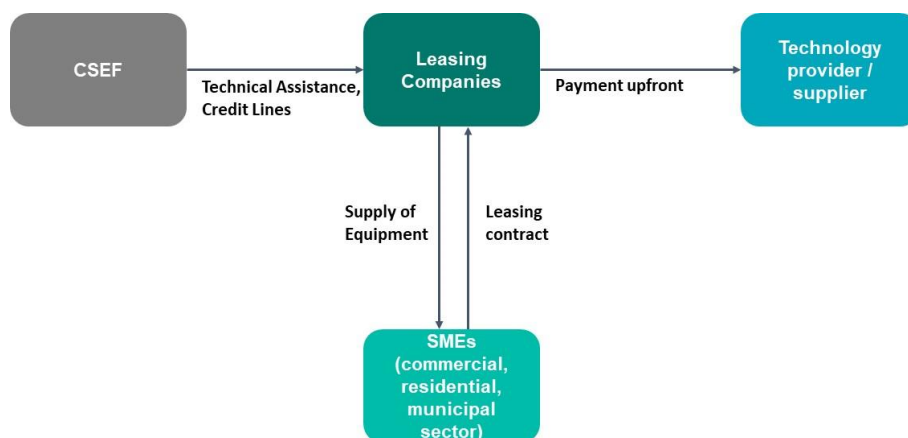 CSEF
Technical Assistance,
Credit Lines
Leasing
Companies
Payment upfront
Technology
provider /
supplier
Supply of
Equipment
Leasing
contract
SMEs
(commercial,
residential,
municipal
sector)